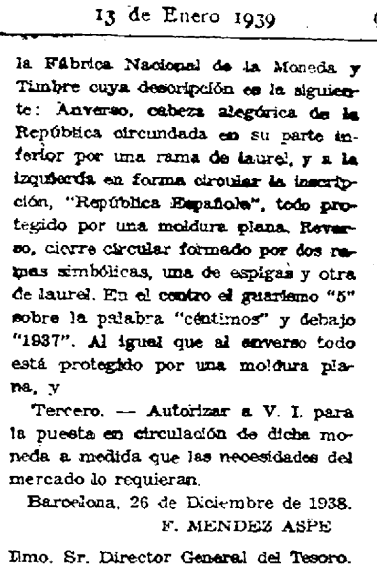 13 de Enero 1939
la Fábrica Nacional de la Moneda y
Timbre cuya descripción es la siguien-
te: Anverso, cabeza alegórica de la
República circundada en su parte in-
ferior por una rama de laurel, y a la
izquierda en forma circular la inscrip-
ción, "República Española", todo pro-
tegido por una moldura plana. Rever-
so, cierre circular formado por dos ra-
mas simbólicas, una de espigas y otra
de laurel. En el centro el guarismo "5"
sobre la palabra "céntimos" y debajo
"1937". Al igual que al anverso todo
está protegido por una moldura pla-
na, y
Tercero. — Autorizar a V. I. para
la puesta en circulación de dicha mo-
neda a medida que las necesidades del
mercado lo requieran.
Barcelona, 26 de Diciembre de 1938.
F. MENDEZ ASPE
Ilmo. Sr. Director General del Tesoro.